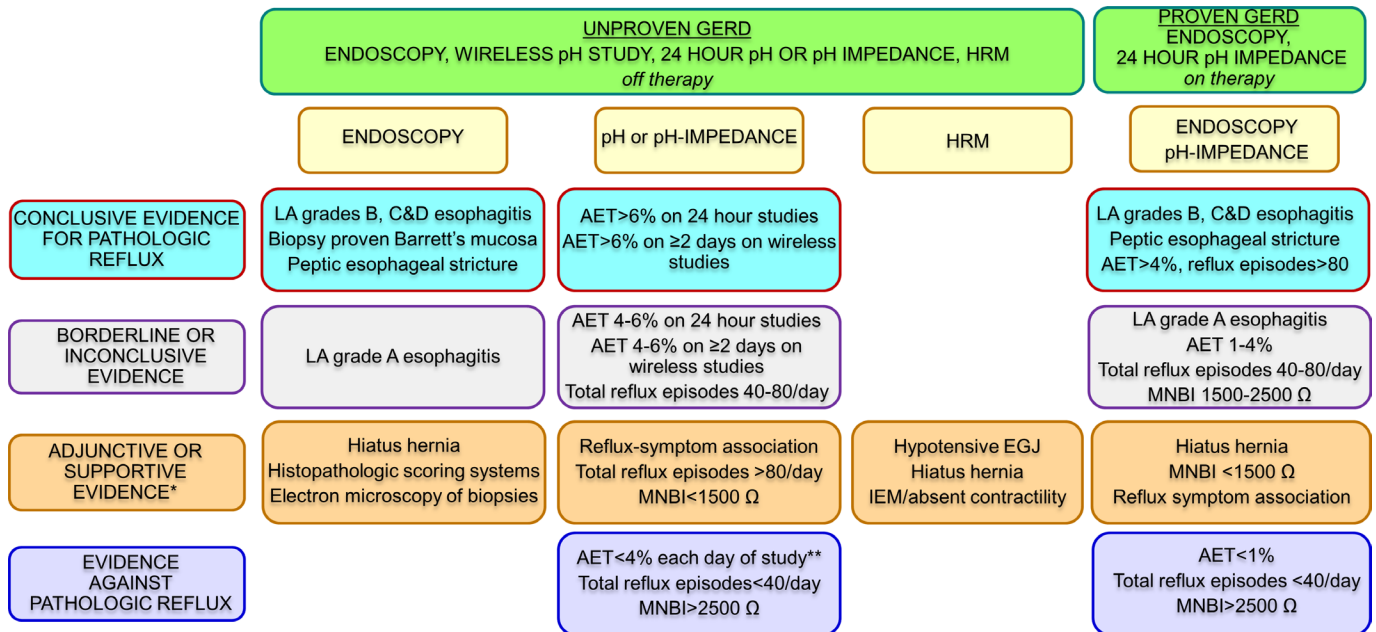 UNPROVEN GERD
ENDOSCOPY, WIRELESS pH STUDY, 24 HOUR pH OR pH IMPEDANCE, HRM
off therapy
PROVEN GERD
ENDOSCOPY,
24 HOUR pH IMPEDANCE
on therapy
ENDOSCOPY
pH or pH-IMPEDANCE
HRM
ENDOSCOPY
pH-IMPEDANCE
CONCLUSIVE EVIDENCE
FOR PATHOLOGIC
REFLUX
LA grades B, C&D esophagitis
Biopsy proven Barrett's mucosa
Peptic esophageal stricture
AET>6% on 24 hour studies
AET>6% on ≥2 days on wireless
studies
LA grades B, C&D esophagitis
Peptic esophageal stricture
AET>4%, reflux episodes>80
BORDERLINE OR
INCONCLUSIVE
EVIDENCE
LA grade A esophagitis
AET 4-6% on 24 hour studies
AET 4-6% on ≥2 days on
wireless studies
Total reflux episodes 40-80/day
LA grade A esophagitis
AET 1-4%
Total reflux episodes 40-80/day
MNBI 1500-2500 Ω
ADJUNCTIVE OR
SUPPORTIVE
EVIDENCE*
Hiatus hernia
Histopathologic scoring systems
Electron microscopy of biopsies
Reflux-symptom association
Total reflux episodes >80/day
MNBI<1500 Ω
Hypotensive EGJ
Hiatus hernia
IEM/absent contractility
Hiatus hernia
MNBI <1500 Ω
Reflux symptom association
EVIDENCE
AGAINST
PATHOLOGIC REFLUX
AET<4% each day of study**
Total reflux episodes<40/day
MNBI>2500 Ω
AET<1%
Total reflux episodes <40/day
MNBI>2500 Ω